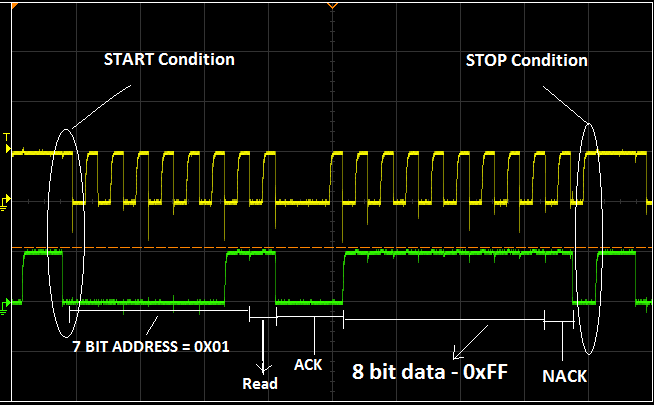 START Condition
STOP Condition
T
7 BIT ADDRESS = 0X01
Read
ACK
8 bit data - 0xFF
NACK